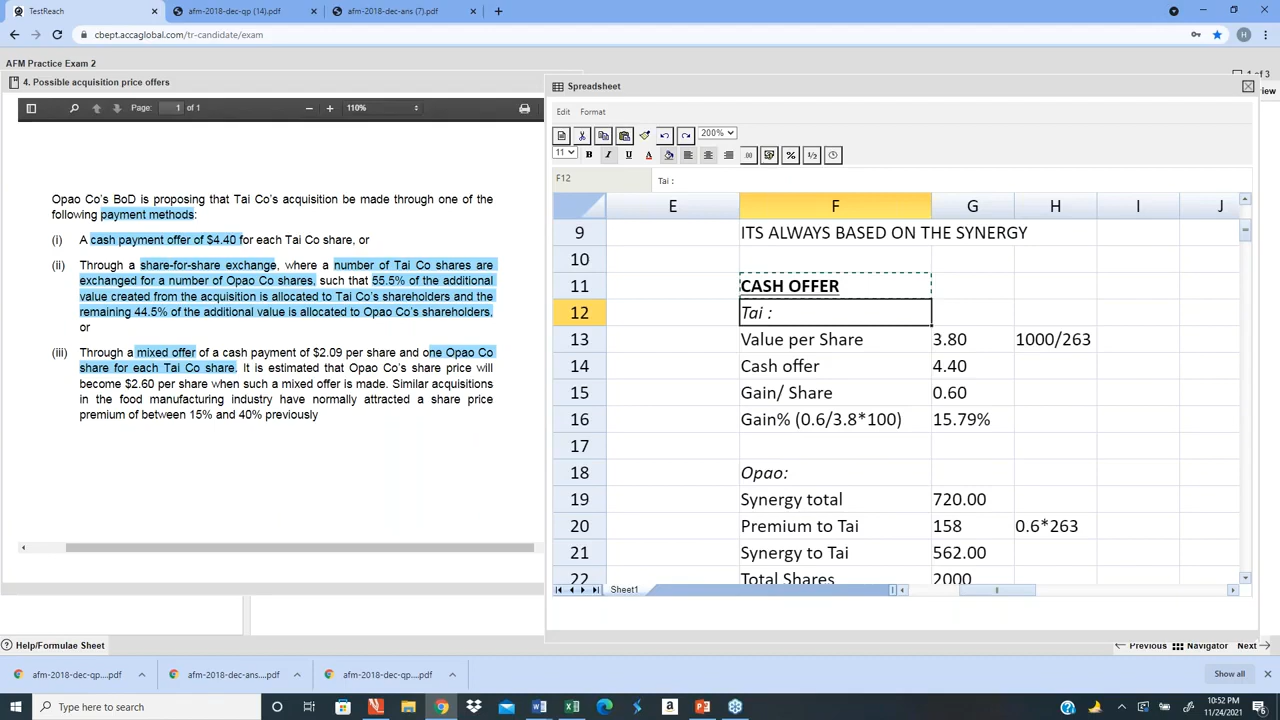 TestReach
afm-2018-dec-qp (14).pdf
afm-2018-dec-ans (7).pdf
cbept.accaglobal.com/tr-candidate/exam
H
AFM Practice Exam 2
4. Possible acquisition price offers
1 of 3
Page: 1 of 1
110%
Opao Co's BoD is proposing that Tai Co's acquisition be made through one of the
following payment methods:
(i) A cash payment offer of $4.40 for each Tai Co share, or
(ii) Through a share-for-share exchange, where a number of Tai Co shares are
exchanged for a number of Opao Co shares, such that 55.5% of the additional
value created from the acquisition is allocated to Tai Co's shareholders and the
remaining 44.5% of the additional value is allocated to Opao Co's shareholders,
or
(iii) Through a mixed offer of a cash payment of $2.09 per share and one Opao Co
share for each Tai Co share. It is estimated that Opao Co's share price will
become $2.60 per share when such a mixed offer is made. Similar acquisitions
in the food manufacturing industry have normally attracted a share price
premium of between 15% and 40% previously
Spreadsheet
Edit Format
200%
11 B I U A .00 % 1/2
F12 Tai :
E F G H I J
9 ITS ALWAYS BASED ON THE SYNERGY
10
11 CASH OFFER
12 Tai :
13 Value per Share 3.80 1000/263
14 Cash offer 4.40
15 Gain/ Share 0.60
16 Gain% (0.6/3.8*100) 15.79%
17
18 Opao:
19 Synergy total 720.00
20 Premium to Tai 158 0.6*263
21 Synergy to Tai 562.00
22 Total Shares 2000
Sheet1
view
Help/Formulae Sheet
Previous Navigator Next
afm-2018-dec-qp....pdf
afm-2018-dec-ans....pdf
afm-2018-dec-qp....pdf
Show all
Type here to search
10:52 PM
11/24/2021